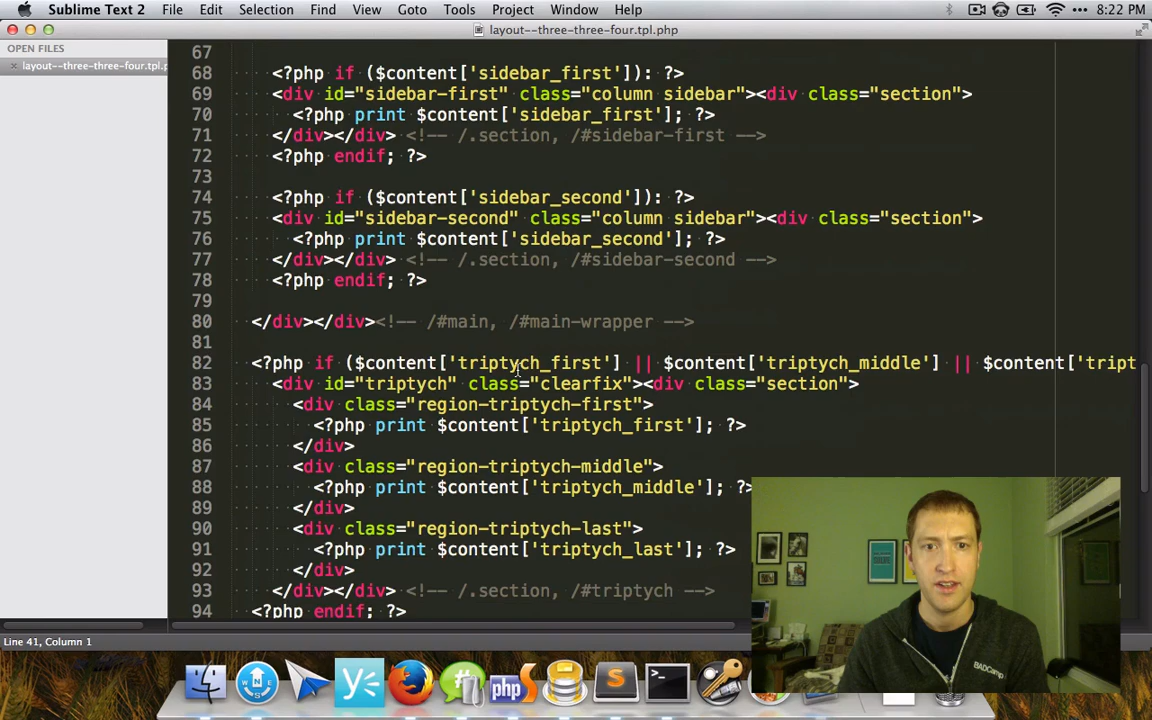 Sublime Text 2 File Edit Selection Find View Goto Tools Project Window Help 8:22 PM
layout--three-three-four.tpl.php
OPEN FILES
layout--three-three-four.tpl.p
67
68 <?php if ($content['sidebar_first']): ?>
69 <div id="sidebar-first" class="column sidebar"><div class="section">
70 <?php print $content['sidebar_first']; ?>
71 </div></div> <!-- /.section, /#sidebar-first -->
72 <?php endif; ?>
73
74 <?php if ($content['sidebar_second']): ?>
75 <div id="sidebar-second" class="column sidebar"><div class="section">
76 <?php print $content['sidebar_second']; ?>
77 </div></div> <!-- /.section, /#sidebar-second -->
78 <?php endif; ?>
79
80 </div></div><!-- /#main, /#main-wrapper -->
81
82 <?php if ($content['triptych_first'] || $content['triptych_middle'] || $content['tript
83 <div id="triptych" class="clearfix"><div class="section">
84 <div class="region-triptych-first">
85 <?php print $content['triptych_first']; ?>
86 </div>
87 <div class="region-triptych-middle">
88 <?php print $content['triptych_middle']; ?>
89 </div>
90 <div class="region-triptych-last">
91 <?php print $content['triptych_last']; ?>
92 </div>
93 </div></div> <!-- /.section, /#triptych -->
94 <?php endif; ?>
Line 41, Column 1
php
BADCamp